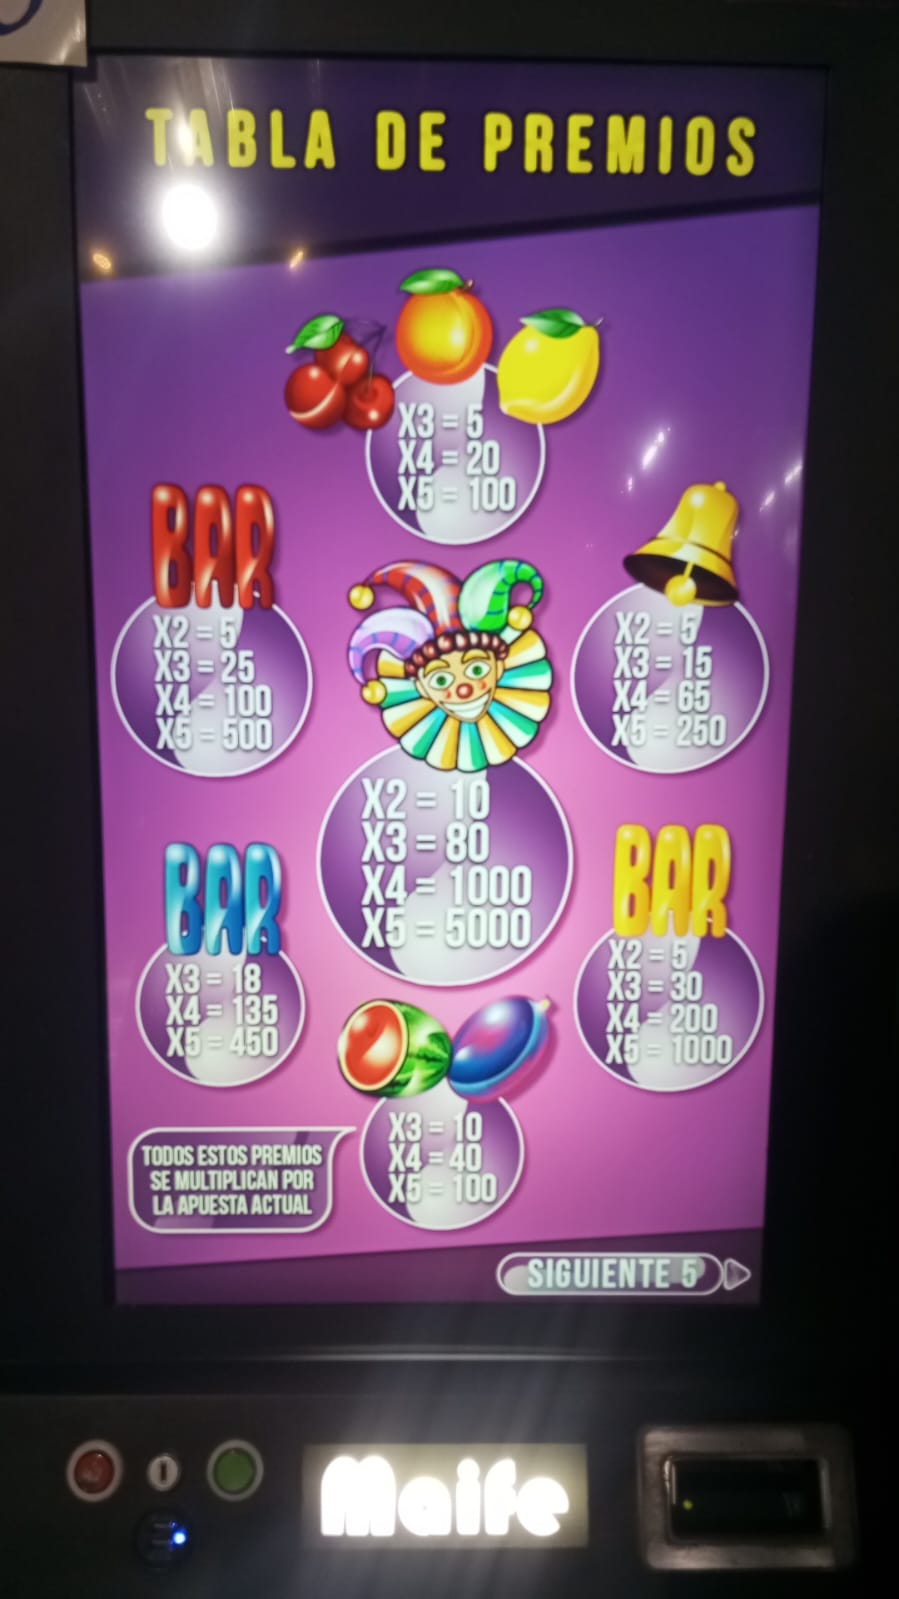 TABLA DE PREMIOS
X3 = 5
X4 = 20
X5 = 100
BAR
X2 = 5
X3 = 25
X4 = 100
X5 = 500
X2 = 5
X3 = 15
X4 = 65
X5 = 250
X2 = 10
X3 = 80
X4 = 1000
X5 = 5000
BAR
X3 = 18
X4 = 135
X5 = 450
BAR
X2 = 5
X3 = 30
X4 = 200
X5 = 1000
X3 = 10
X4 = 40
X5 = 100
TODOS ESTOS PREMIOS
SE MULTIPLICAN POR
LA APUESTA ACTUAL
SIGUIENTE 5
Maife